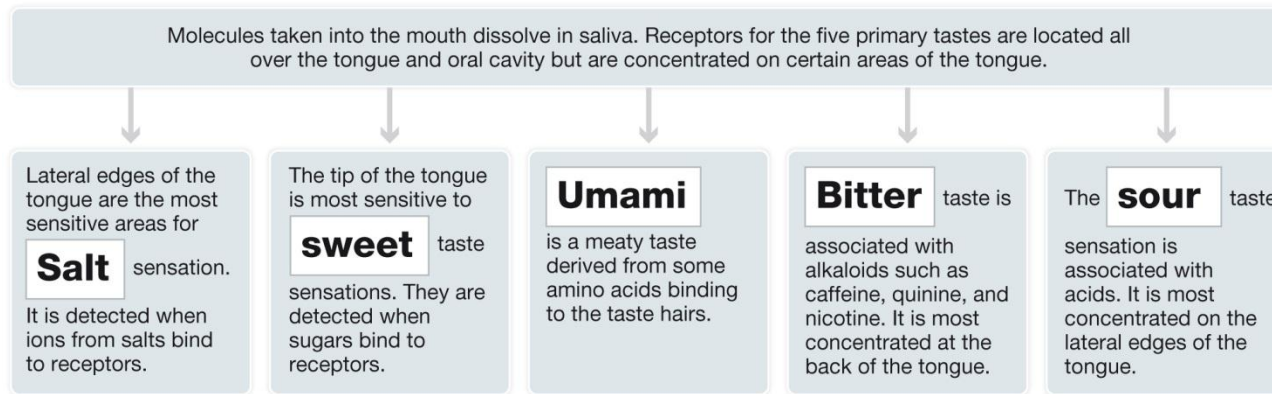 Molecules taken into the mouth dissolve in saliva. Receptors for the five primary tastes are located all
over the tongue and oral cavity but are concentrated on certain areas of the tongue.
Lateral edges of the
tongue are the most
sensitive areas for
Salt sensation.
It is detected when
ions from salts bind
to receptors.
The tip of the tongue
is most sensitive to
sweet taste
sensations. They are
detected when
sugars bind to
receptors.
Umami
is a meaty taste
derived from some
amino acids binding
to the taste hairs.
Bitter taste is
associated with
alkaloids such as
caffeine, quinine, and
nicotine. It is most
concentrated at the
back of the tongue.
The sour taste
sensation is
associated with
acids. It is most
concentrated on the
lateral edges of the
tongue.